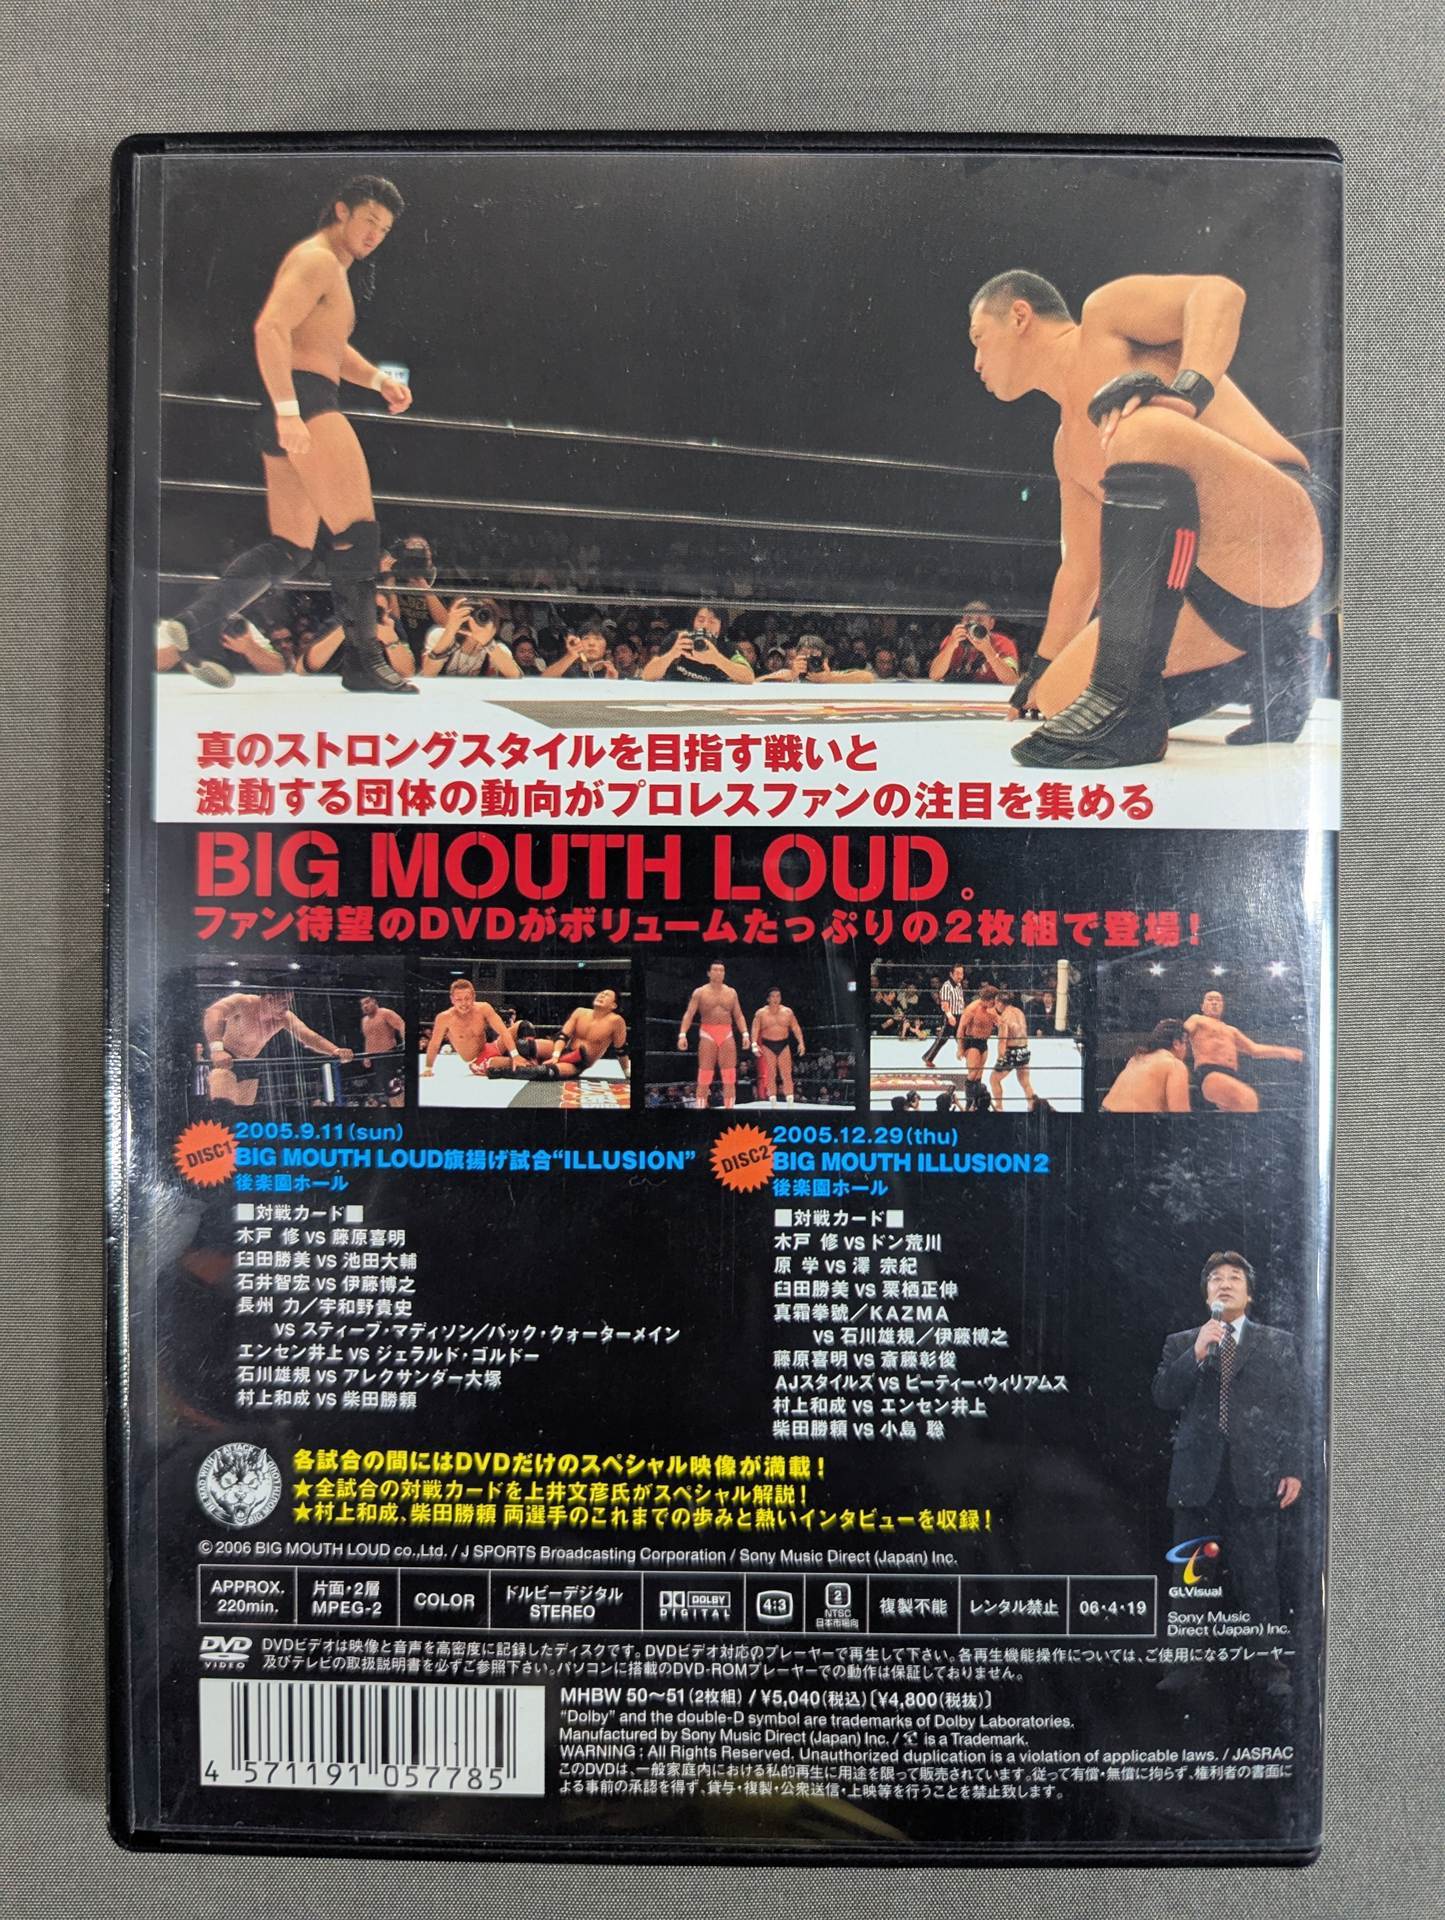 真のストロングスタイルを目指す戦いと
激動する団体の動向がプロレスファンの注目を集める
BIG MOUTH LOUD。
ファン待望のDVDがボリュームたっぷりの2枚組で登場！
DISC1
2005.9.11(sun)
BIG MOUTH LOUD旗揚げ試合“ILLUSION”
後楽園ホール
■対戦カード■
木戸 修 vs 藤原喜明
臼田勝美 vs 池田大輔
石井智宏 vs 伊藤博之
長州 力／宇和野貴史
vs スティーブ・マディソン／バック・クォーターメイン
エンセン井上 vs ジェラルド・ゴルドー
石川雄規 vs アレクサンダー大塚
村上和成 vs 柴田勝頼
DISC2
2005.12.29(thu)
BIG MOUTH ILLUSION 2
後楽園ホール
■対戦カード■
木戸 修 vs ドン荒川
原 学 vs 澤 宗紀
臼田勝美 vs 栗栖正伸
真霜拳號／KAZMA
vs 石川雄規／伊藤博之
藤原喜明 vs 斎藤彰俊
AJスタイルズ vs ピーティー・ウィリアムス
村上和成 vs エンセン井上
柴田勝頼 vs 小島 聡
各試合の間にはDVDだけのスペシャル映像が満載！
★全試合の対戦カードを上井文彦氏がスペシャル解説！
★村上和成、柴田勝頼 両選手のこれまでの歩みと熱いインタビューを収録！
© 2006 BIG MOUTH LOUD co.,Ltd. / J SPORTS Broadcasting Corporation / Sony Music Direct (Japan) Inc.
APPROX. 220min.
片面・2層 MPEG-2
COLOR
ドルビーデジタル STEREO
DOLBY DIGITAL
4:3
2 NTSC 日本市場向
複製不能
レンタル禁止
06・4・19
GLVisual
Sony Music
Direct (Japan) Inc.
DVD VIDEO
DVDビデオは映像と音声を高密度に記録したディスクです。DVDビデオ対応のプレーヤーで再生して下さい。各再生機能操作については、ご使用になるプレーヤー
及びテレビの取扱説明書を必ずご参照下さい。パソコンに搭載のDVD-ROMプレーヤーでの動作は保証しておりません。
MHBW 50～51(2枚組) / ¥5,040(税込)〔¥4,800(税抜)〕
“Dolby” and the double-D symbol are trademarks of Dolby Laboratories.
Manufactured by Sony Music Direct (Japan) Inc. / is a Trademark.
WARNING : All Rights Reserved. Unauthorized duplication is a violation of applicable laws. / JASRAC
このDVDは、一般家庭内における私的再生に用途を限って販売されています。従って有償・無償に拘らず、権利者の書面に
よる事前の承認を得ず、貸与・複製・公衆送信・上映等を行うことを禁止致します。
4 571191 057785